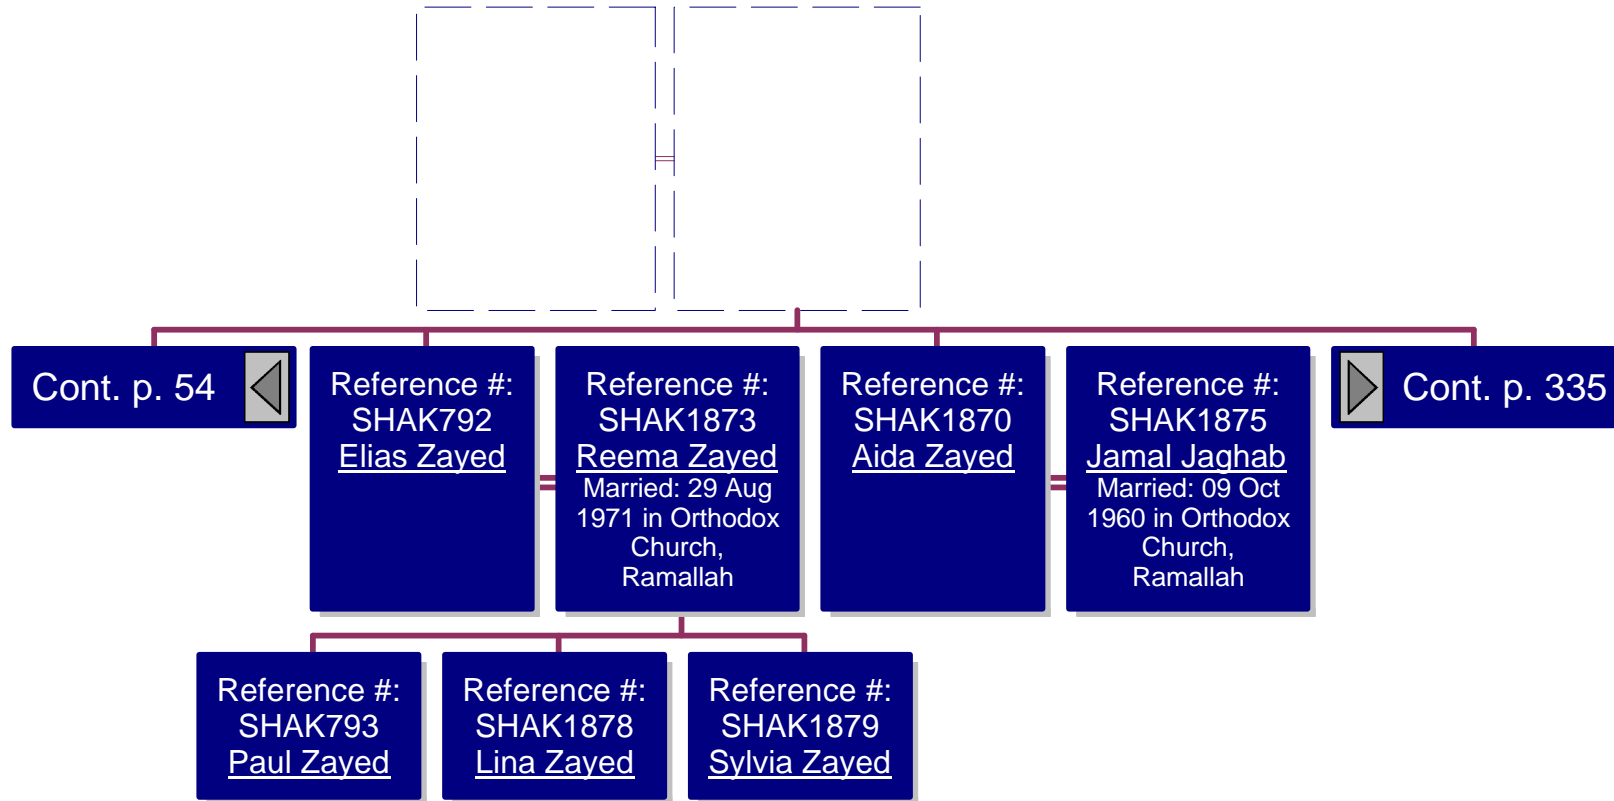 Cont. p. 54
Reference #:
SHAK792
Elias Zayed
Reference #:
SHAK1873
Reema Zayed
Married: 29 Aug
1971 in Orthodox
Church,
Ramallah
Reference #:
SHAK1870
Aida Zayed
Reference #:
SHAK1875
Jamal Jaghab
Married: 09 Oct
1960 in Orthodox
Church,
Ramallah
Cont. p. 335
Reference #:
SHAK793
Paul Zayed
Reference #:
SHAK1878
Lina Zayed
Reference #:
SHAK1879
Sylvia Zayed